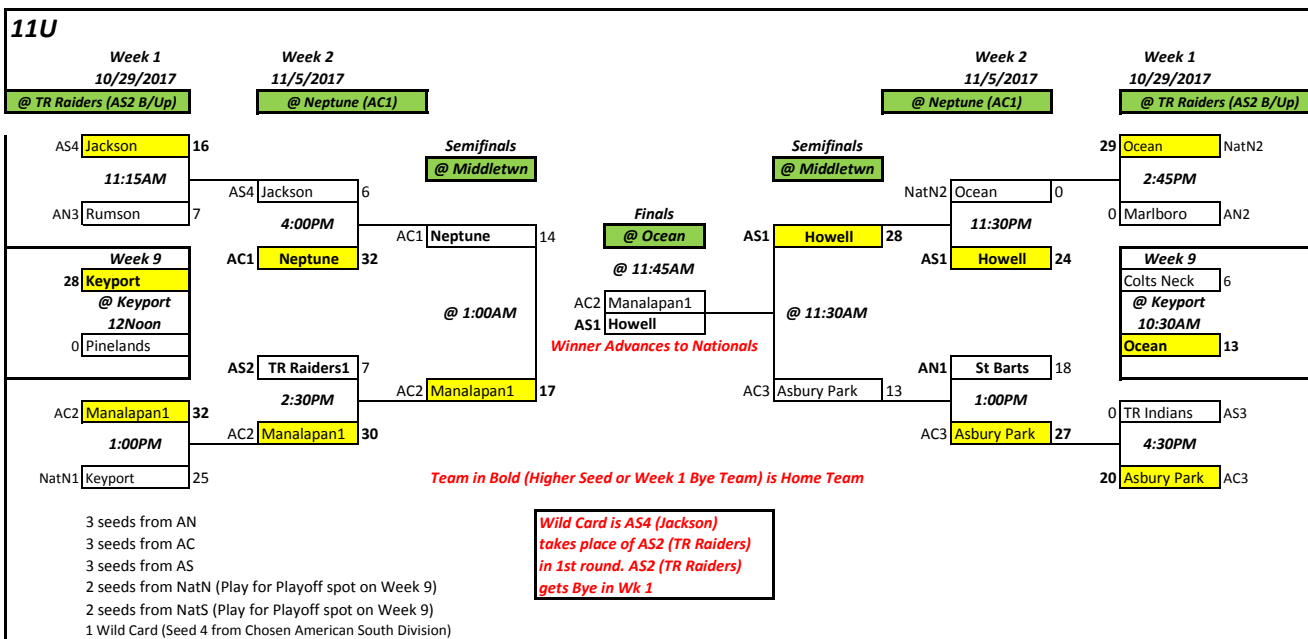 11U
Week 1
10/29/2017
@ TR Raiders (AS2 B/Up)
Week 2
11/5/2017
@ Neptune (AC1)
Week 2
11/5/2017
@ Neptune (AC1)
Week 1
10/29/2017
@ TR Raiders (AS2 B/Up)
AS4 Jackson 16
11:15AM
AN3 Rumson 7
Week 9
28 Keyport
@ Keyport
12Noon
0 Pinelands
AC2 Manalapan1 32
1:00PM
NatN1 Keyport 25
AS4 Jackson 6
4:00PM
AC1 Neptune 32
AS2 TR Raiders1 7
2:30PM
AC2 Manalapan1 30
Semifinals
@ Middletwn
AC1 Neptune 14
@ 1:00AM
AC2 Manalapan1 17
Finals
@ Ocean
@ 11:45AM
AC2 Manalapan1
AS1 Howell
Winner Advances to Nationals
Semifinals
@ Middletwn
AS1 Howell 28
@ 11:30AM
AC3 Asbury Park 13
NatN2 Ocean 0
11:30PM
AS1 Howell 24
AN1 St Barts 18
1:00PM
AC3 Asbury Park 27
29 Ocean NatN2
2:45PM
0 Marlboro AN2
Week 9
Colts Neck 6
@ Keyport
10:30AM
Ocean 13
0 TR Indians AS3
4:30PM
20 Asbury Park AC3
Team in Bold (Higher Seed or Week 1 Bye Team) is Home Team
3 seeds from AN
3 seeds from AC
3 seeds from AS
2 seeds from NatN (Play for Playoff spot on Week 9)
2 seeds from NatS (Play for Playoff spot on Week 9)
1 Wild Card (Seed 4 from Chosen American South Division)
Wild Card is AS4 (Jackson)
takes place of AS2 (TR Raiders)
in 1st round. AS2 (TR Raiders)
gets Bye in Wk 1